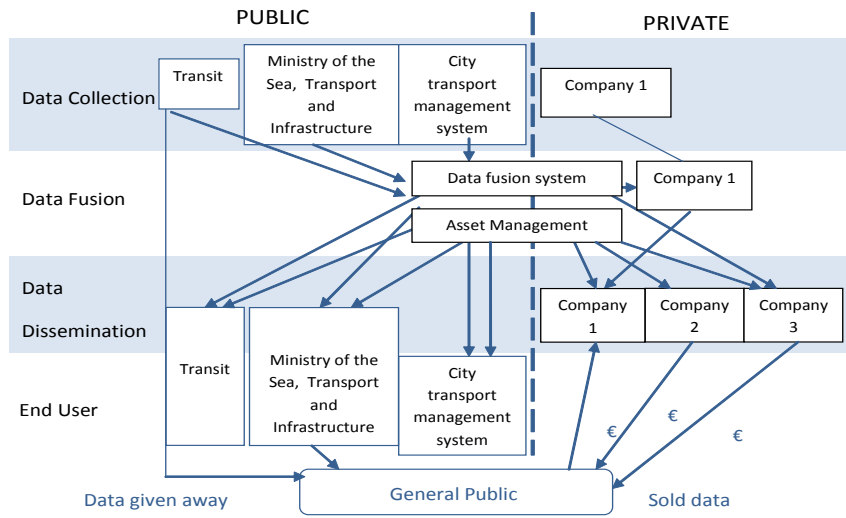 PUBLIC
PRIVATE
Data Collection
Transit
Ministry of the
Sea, Transport
and
Infrastructure
City
transport
management
system
Company 1
Data Fusion
Data fusion system
Company 1
Asset Management
Data
Dissemination
Company
1
Company
2
Company
3
End User
Transit
Ministry of the
Sea, Transport
and
Infrastructure
City
transport
management
system
€
€
€
Data given away
General Public
Sold data